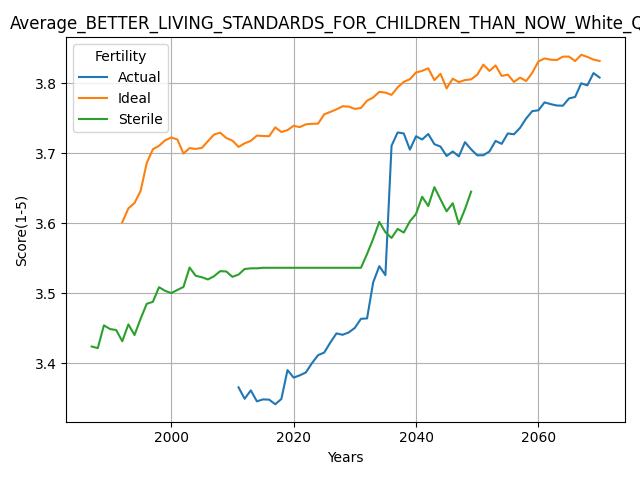 Average_BETTER_LIVING_STANDARDS_FOR_CHILDREN_THAN_NOW_White_Q
Fertility
Actual
Ideal
Sterile
Score(1-5)
3.8
3.7
3.6
3.5
3.4
2000 2020 2040 2060
Years